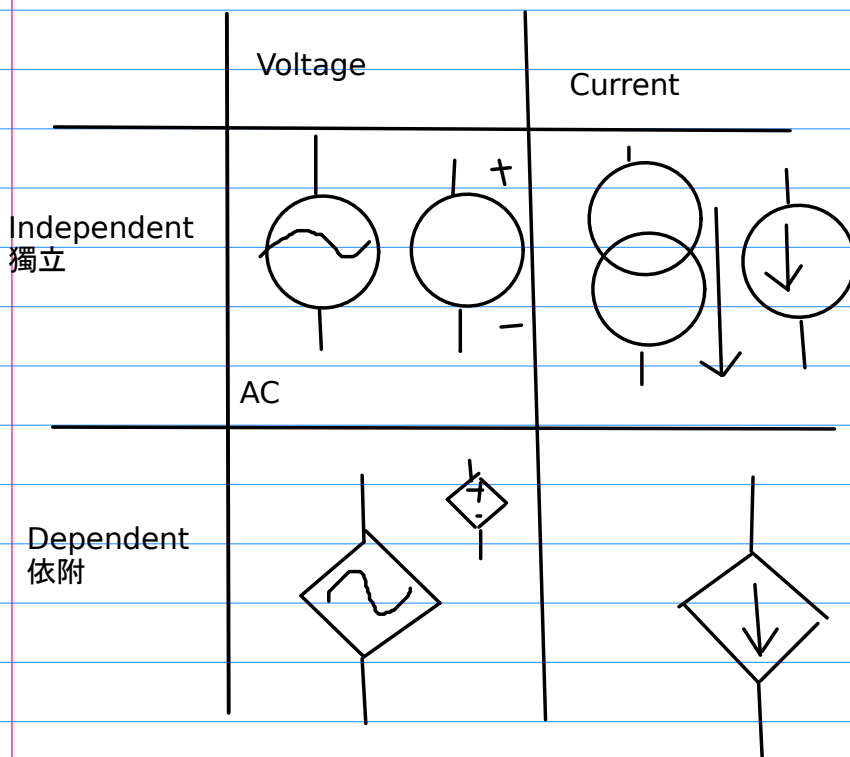 Voltage
Current
Independent
獨立
+
−
AC
Dependent
依附
+
-